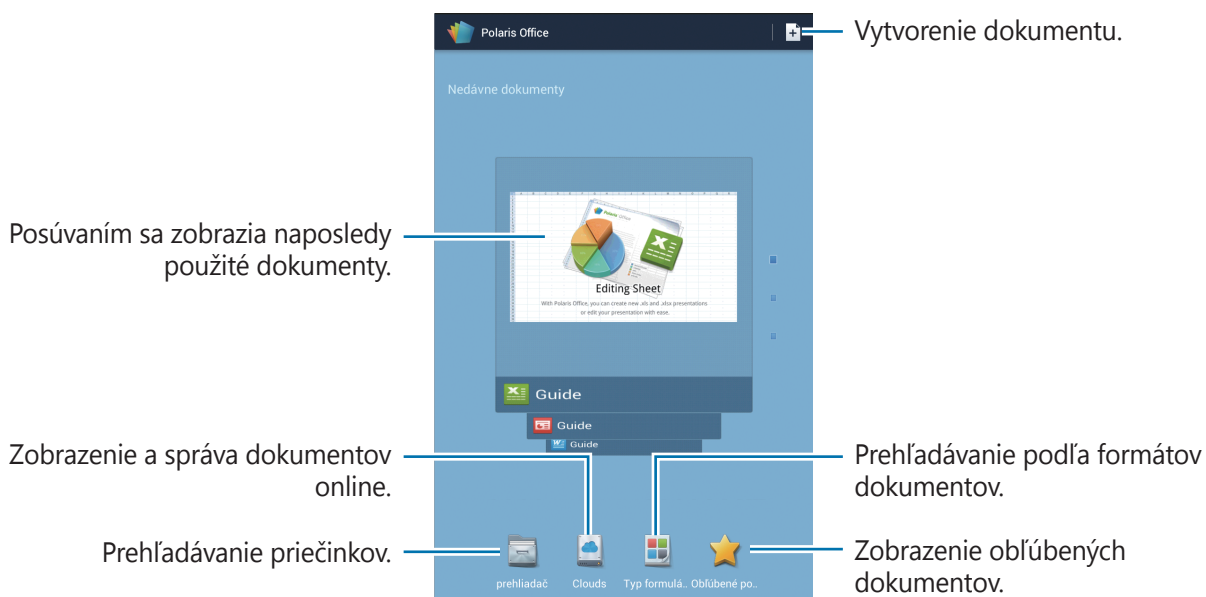 Polaris Office
Vytvorenie dokumentu.
Nedávne dokumenty
Posúvaním sa zobrazia naposledy
použité dokumenty.
Polaris Office
Editing Sheet
With Polaris Office, you can create new .xls and .xlsx presentations
or edit your presentation with ease.
Guide
Guide
Guide
Zobrazenie a správa dokumentov
online.
Prehľadávanie podľa formátov
dokumentov.
Prehľadávanie priečinkov.
Zobrazenie obľúbených
dokumentov.
prehliadač
Clouds
Typ formulá..
Obľúbené po..